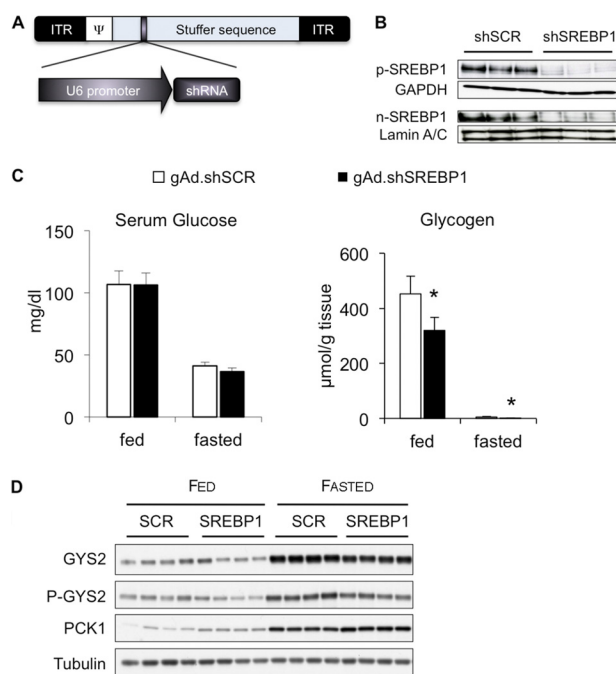 A
ITR Ψ Stuffer sequence ITR
U6 promoter shRNA
B
shSCR shSREBP1
p-SREBP1
GAPDH
n-SREBP1
Lamin A/C
C
gAd.shSCR gAd.shSREBP1
Serum Glucose
mg/dl
150
100
50
0
fed fasted
Glycogen
µmol/g tissue
600
400
200
0
*
*
fed fasted
D
FED FASTED
SCR SREBP1 SCR SREBP1
GYS2
P-GYS2
PCK1
Tubulin